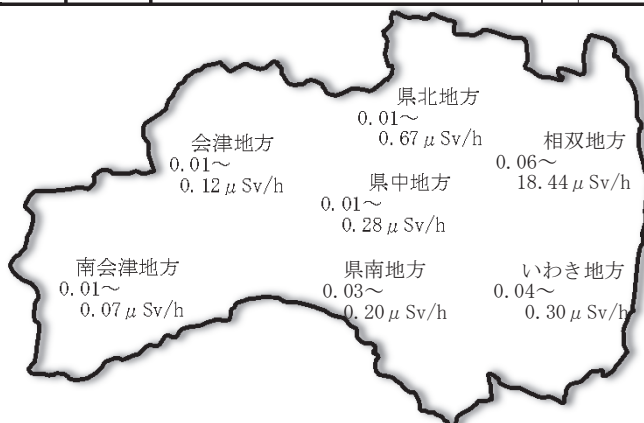 県北地方
0.01～
0.67μSv/h
会津地方
0.01～
0.12μSv/h
相双地方
0.06～
18.44μSv/h
県中地方
0.01～
0.28μSv/h
南会津地方
0.01～
0.07μSv/h
県南地方
0.03～
0.20μSv/h
いわき地方
0.04～
0.30μSv/h